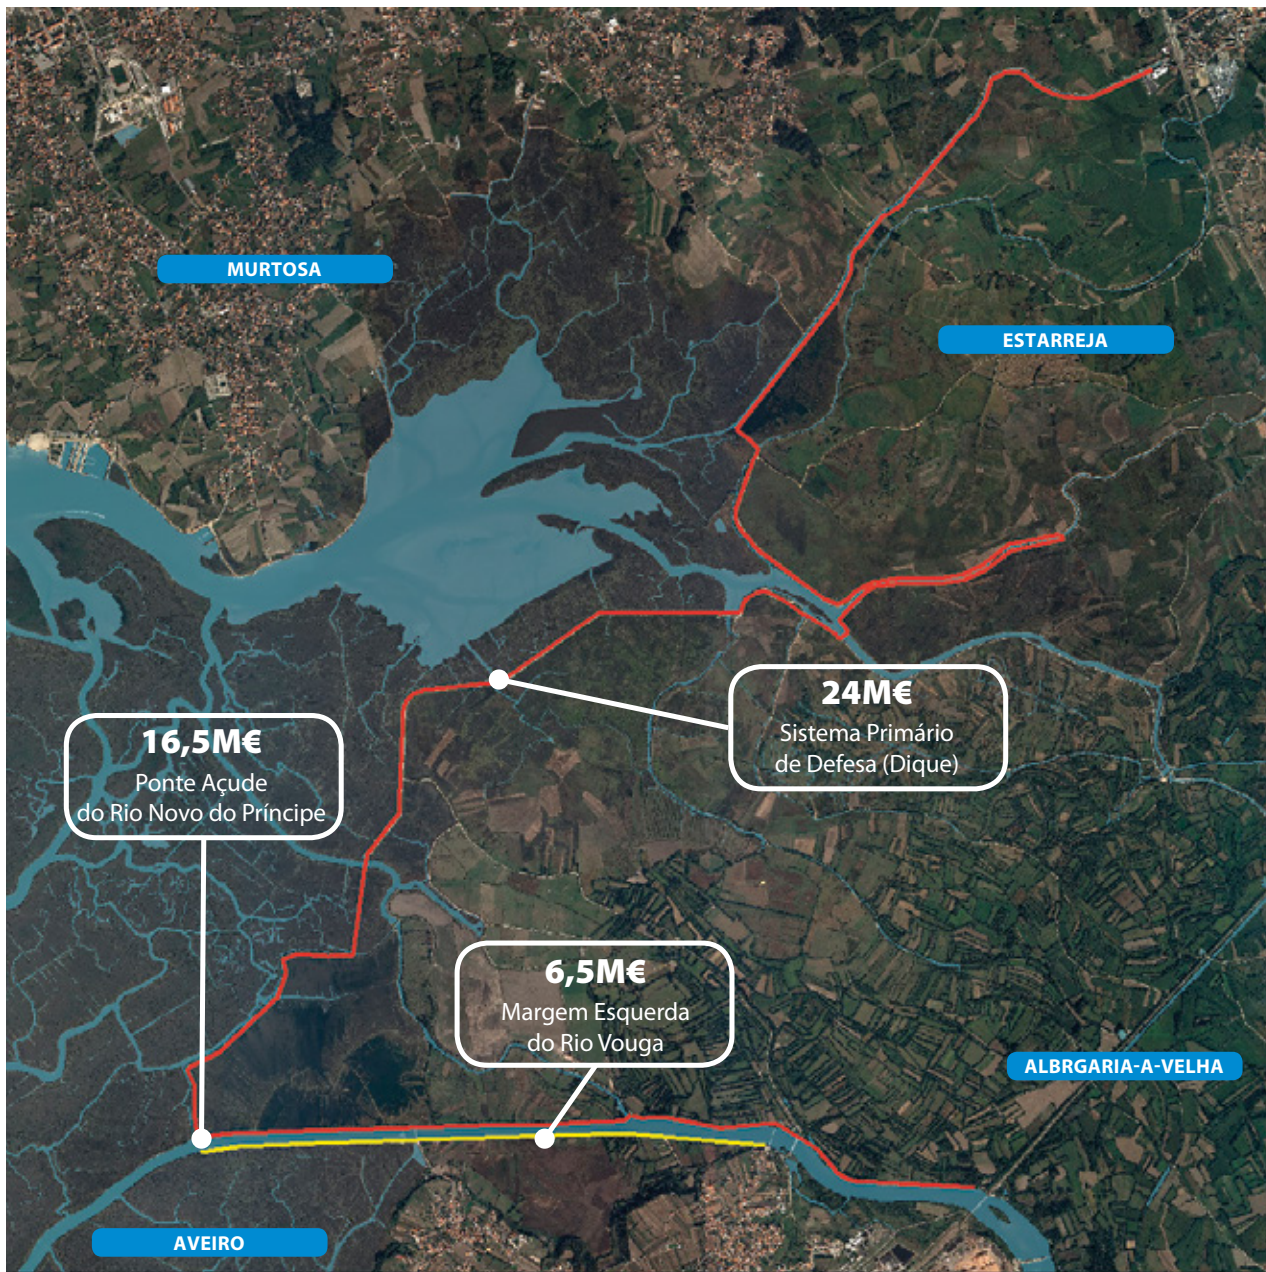 MURTOSA
ESTARREJA
24M€
Sistema Primário
de Defesa (Dique)
16,5M€
Ponte Açude
do Rio Novo do Príncipe
6,5M€
Margem Esquerda
do Rio Vouga
ALBRGARIA-A-VELHA
AVEIRO